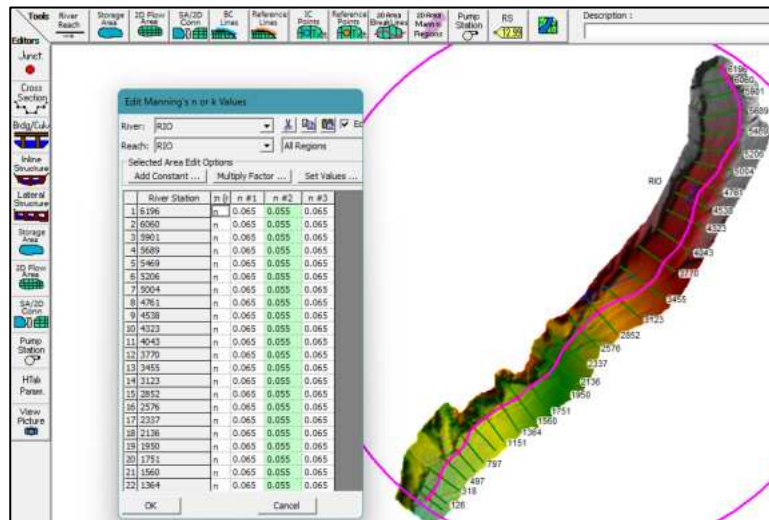 Tools
River
Reach
Storage
Area
2D Flow
Area
SA/2D
Conn
BC
Lines
Reference
Lines
IC
Points
Reference
Points
2D Area
BreakLines
2D Area
Mann n
Regions
Pump
Station
RS
12.99
Description :
Editors
Junct.
Cross
Section
Brdg/Culv
Inline
Structure
Lateral
Structure
Storage
Area
2D Flow
Area
SA/2D
Conn
Pump
Station
HTab
Param.
View
Picture
Edit Manning's n or k Values
River: RIO
Reach: RIO All Regions
Selected Area Edit Options
Add Constant ... Multiply Factor ... Set Values ...
River Station n #1 n #2 n #3
1 6196 n 0.065 0.055 0.065
2 6060 n 0.065 0.055 0.065
3 5901 n 0.065 0.055 0.065
4 5689 n 0.065 0.055 0.065
5 5469 n 0.065 0.055 0.065
6 5206 n 0.065 0.055 0.065
7 5004 n 0.065 0.055 0.065
8 4761 n 0.065 0.055 0.065
9 4538 n 0.065 0.055 0.065
10 4323 n 0.065 0.055 0.065
11 4043 n 0.065 0.055 0.065
12 3770 n 0.065 0.055 0.065
13 3455 n 0.065 0.055 0.065
14 3123 n 0.065 0.055 0.065
15 2852 n 0.065 0.055 0.065
16 2576 n 0.065 0.055 0.065
17 2337 n 0.065 0.055 0.065
18 2136 n 0.065 0.055 0.065
19 1950 n 0.065 0.055 0.065
20 1751 n 0.065 0.055 0.065
21 1560 n 0.065 0.055 0.065
22 1364 n 0.065 0.055 0.065
OK Cancel
6196
6060
5901
5689
5469
5206
5004
RIO
4761
4538
4323
4043
3770
3455
3123
2852
2576
2337
2136
1950
1751
1560
1364
1151
797
497
318
126